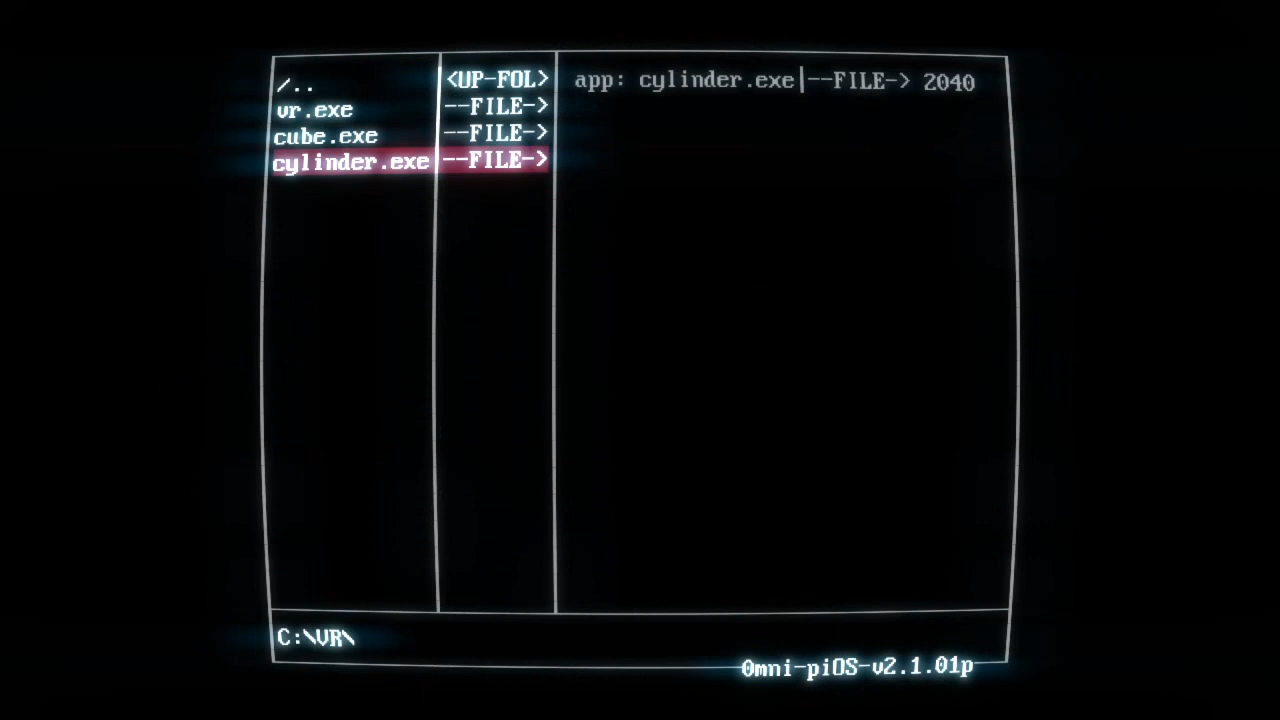 /.. <UP-FOL> app: cylinder.exe|--FILE-> 2040
vr.exe --FILE->
cube.exe --FILE->
cylinder.exe --FILE->
C:\VR\
0mni-piOS-v2.1.01p